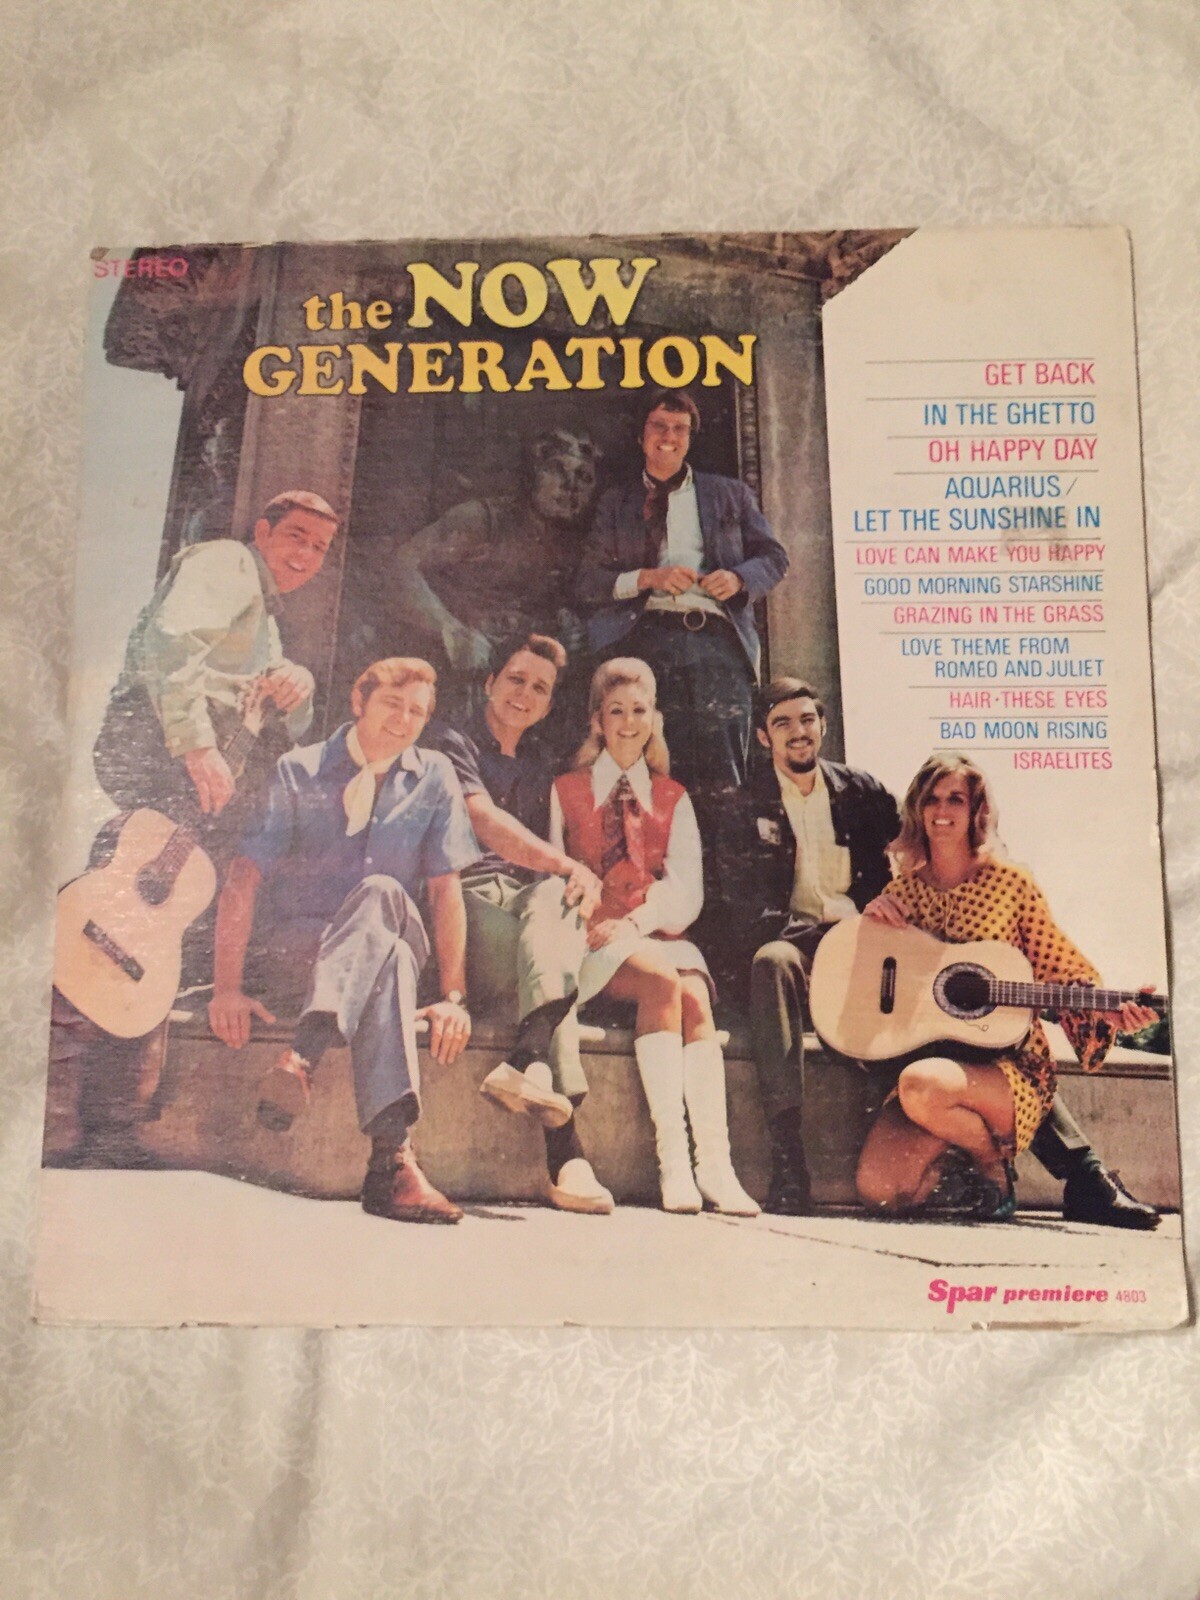 STEREO
the NOW
GENERATION
GET BACK
IN THE GHETTO
OH HAPPY DAY
AQUARIUS/
LET THE SUNSHINE IN
LOVE CAN MAKE YOU HAPPY
GOOD MORNING STARSHINE
GRAZING IN THE GRASS
LOVE THEME FROM
ROMEO AND JULIET
HAIR·THESE EYES
BAD MOON RISING
ISRAELITES
Spar premiere 4803